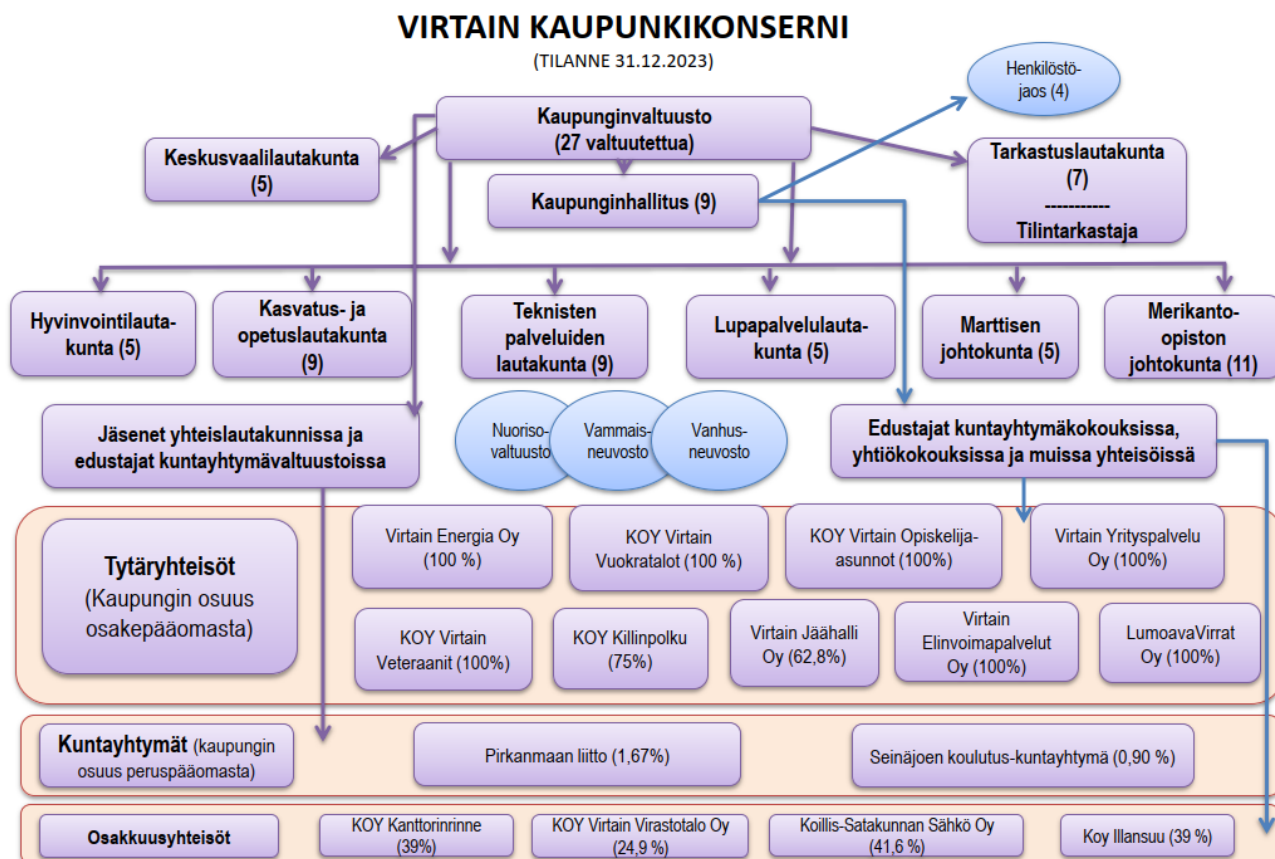 VIRTAIN KAUPUNKIKONSERNI
(TILANNE 31.12.2023)
Henkilöstö-
jaos (4)
Kaupunginvaltuusto
(27 valtuutettua)
Keskusvaalilautakunta
(5)
Tarkastuslautakunta
(7)
-----------
Tilintarkastaja
Kaupunginhallitus (9)
Hyvinvointilauta-
kunta (5)
Kasvatus- ja
opetuslautakunta
(9)
Teknisten
palveluiden
lautakunta (9)
Lupapalvelulauta-
kunta (5)
Marttisen
johtokunta (5)
Merikanto-
opiston
johtokunta (11)
Jäsenet yhteislautakunnissa ja
edustajat kuntayhtymävaltuustoissa
Nuoriso-
valtuusto
Vammais-
neuvosto
Vanhus-
neuvosto
Edustajat kuntayhtymäkokouksissa,
yhtiökokouksissa ja muissa yhteisöissä
Tytäryhteisöt
(Kaupungin osuus
osakepääomasta)
Virtain Energia Oy
(100 %)
KOY Virtain
Vuokratalot (100 %)
KOY Virtain Opiskelija-
asunnot (100%)
Virtain Yrityspalvelu
Oy (100%)
KOY Virtain
Veteraanit (100%)
KOY Killinpolku
(75%)
Virtain Jäähalli
Oy (62,8%)
Virtain
Elinvoimapalvelut
Oy (100%)
LumoavaVirrat
Oy (100%)
Kuntayhtymät (kaupungin
osuus peruspääomasta)
Pirkanmaan liitto (1,67%)
Seinäjoen koulutus-kuntayhtymä (0,90 %)
Osakkuusyhteisöt
KOY Kanttorinrinne
(39%)
KOY Virtain Virastotalo Oy
(24,9 %)
Koillis-Satakunnan Sähkö Oy
(41,6 %)
Koy Illansuu (39 %)